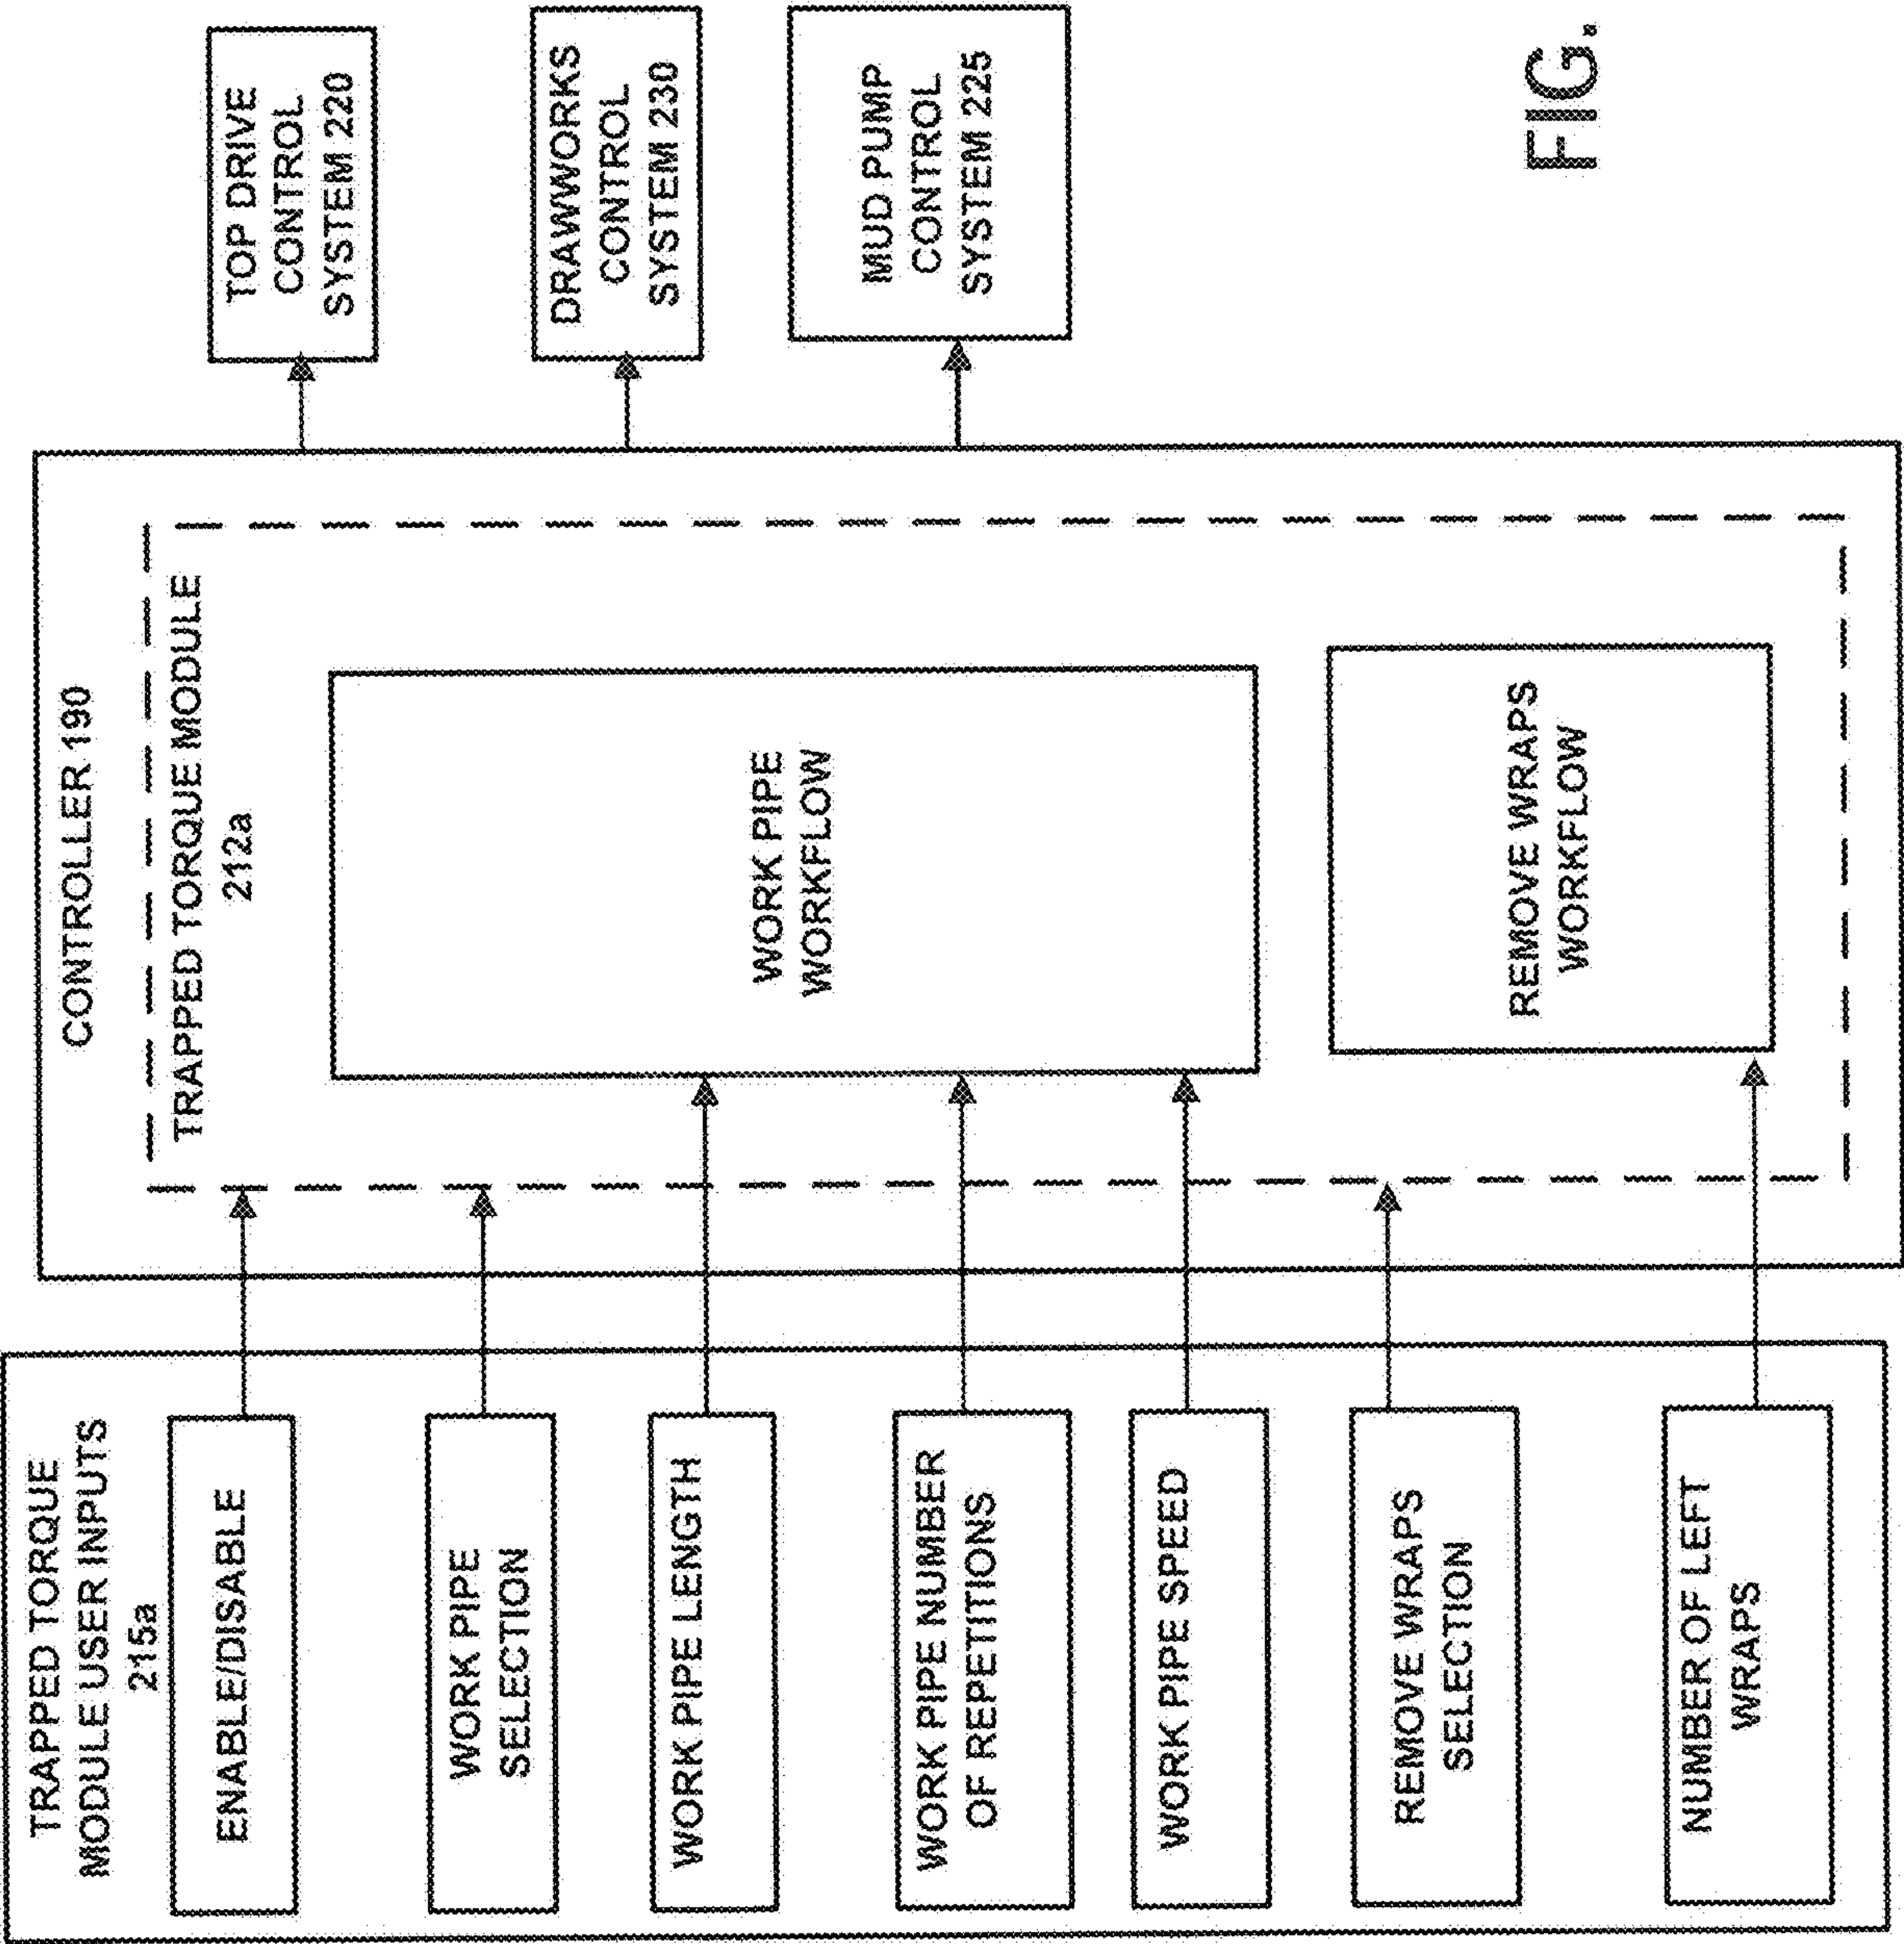 TRAPPED TORQUE
MODULE USER INPUTS
215a
ENABLE/DISABLE
WORK PIPE
SELECTION
WORK PIPE LENGTH
WORK PIPE NUMBER
OF REPETITIONS
WORK PIPE SPEED
REMOVE WRAPS
SELECTION
NUMBER OF LEFT
WRAPS
CONTROLLER 190
TRAPPED TORQUE MODULE
212a
WORK PIPE
WORKFLOW
REMOVE WRAPS
WORKFLOW
TOP DRIVE
CONTROL
SYSTEM 220
DRAWWORKS
CONTROL
SYSTEM 230
MUD PUMP
CONTROL
SYSTEM 225
FIG.